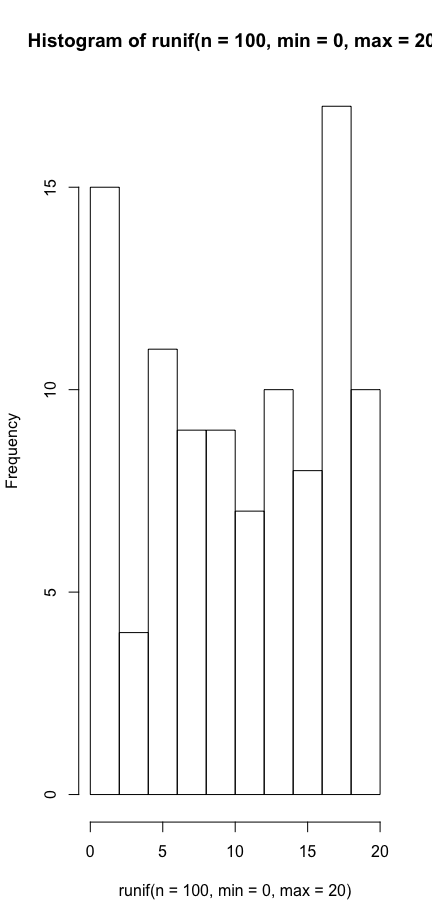 Histogram of runif(n = 100, min = 0, max = 20
Frequency
15
10
5
0
0 5 10 15 20
runif(n = 100, min = 0, max = 20)